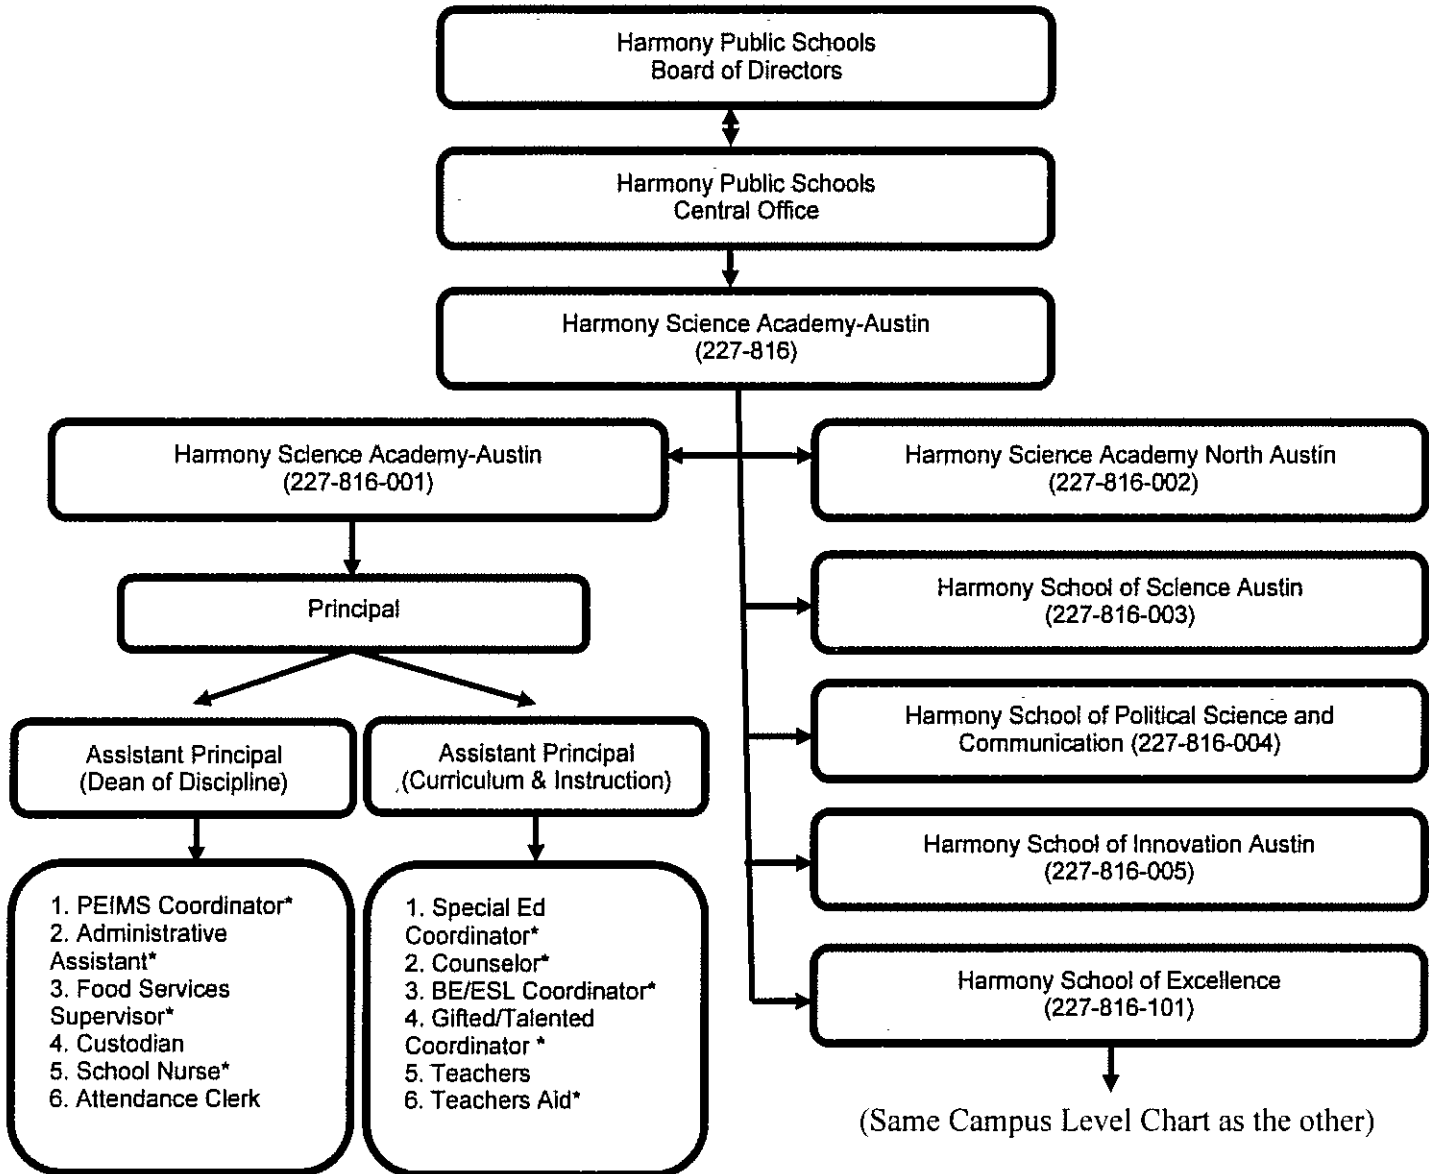 Harmony Public Schools
Board of Directors
Harmony Public Schools
Central Office
Harmony Science Academy-Austin
(227-816)
Harmony Science Academy-Austin
(227-816-001)
Harmony Science Academy North Austin
(227-816-002)
Principal
Harmony School of Science Austin
(227-816-003)
Harmony School of Political Science and
Communication (227-816-004)
Assistant Principal
(Dean of Discipline)
Assistant Principal
(Curriculum & Instruction)
Harmony School of Innovation Austin
(227-816-005)
1. PEIMS Coordinator*
2. Administrative
Assistant*
3. Food Services
Supervisor*
4. Custodian
5. School Nurse*
6. Attendance Clerk
1. Special Ed
Coordinator*
2. Counselor*
3. BE/ESL Coordinator*
4. Gifted/Talented
Coordinator *
5. Teachers
6. Teachers Aid*
Harmony School of Excellence
(227-816-101)
(Same Campus Level Chart as the other)